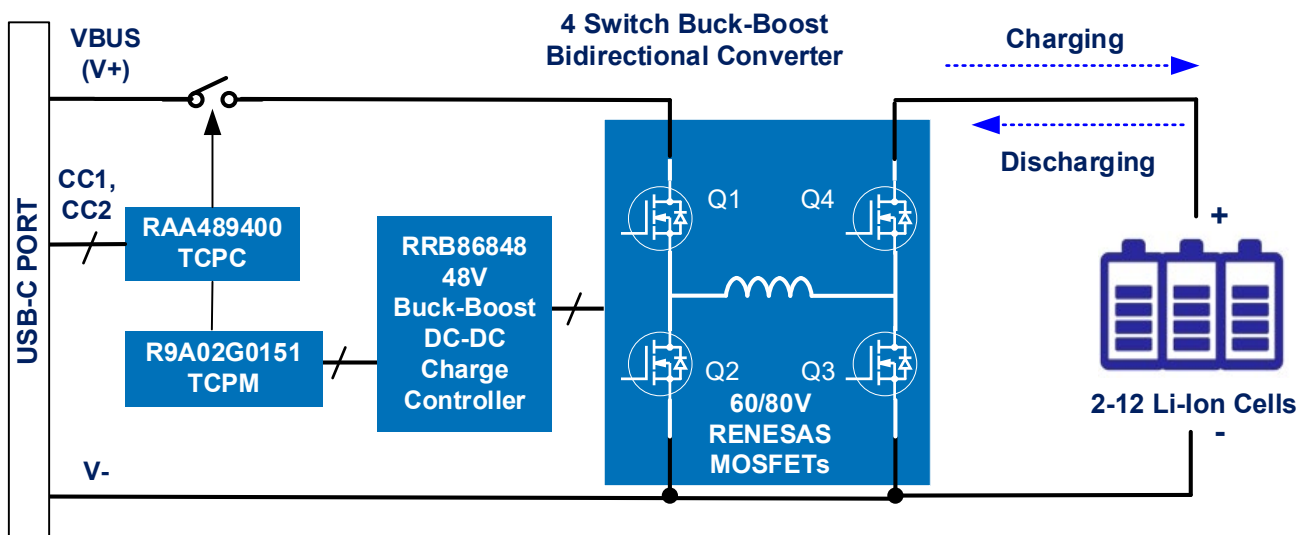 4 Switch Buck-Boost
Bidirectional Converter
VBUS
(V+)
Charging
Discharging
USB-C PORT
CC1,
CC2
RAA489400
TCPC
R9A02G0151
TCPM
RRB86848
48V
Buck-Boost
DC-DC
Charge
Controller
Q1
Q4
Q2
Q3
60/80V
RENESAS
MOSFETs
+
2-12 Li-Ion Cells
-
V-